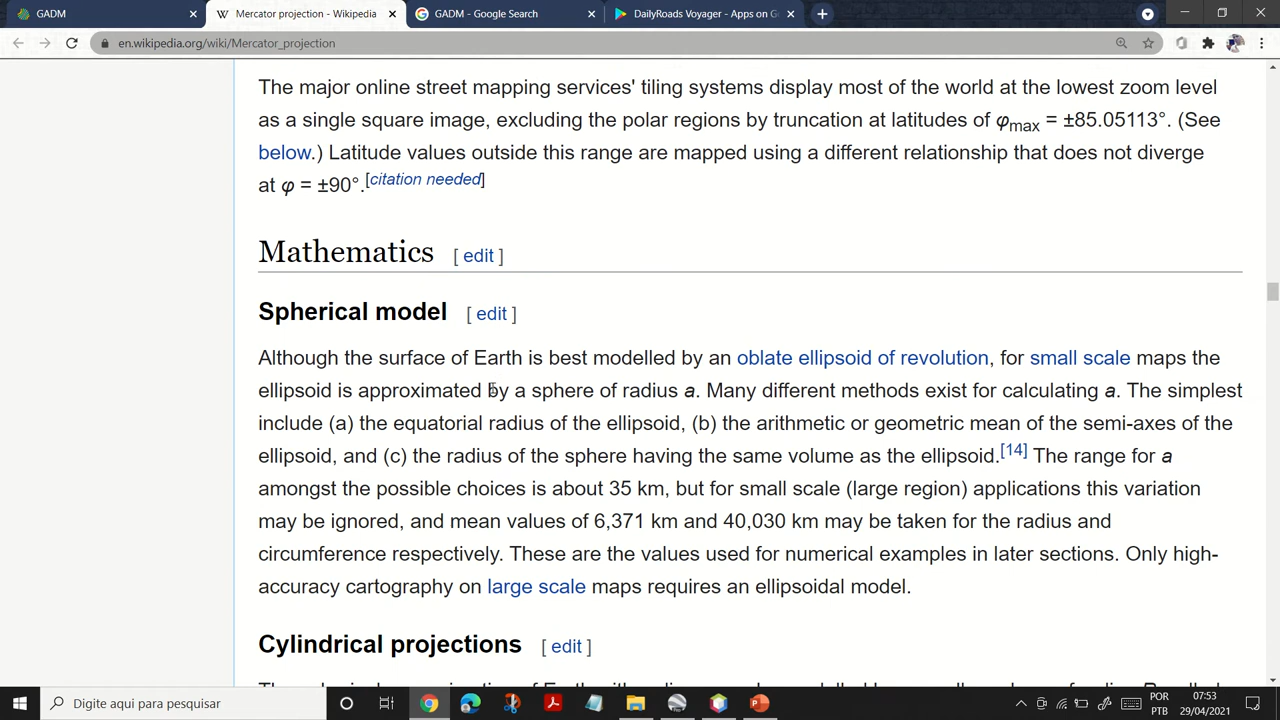 GADM
Mercator projection - Wikipedia
GADM - Google Search
DailyRoads Voyager - Apps on G
en.wikipedia.org/wiki/Mercator_projection
The major online street mapping services' tiling systems display most of the world at the lowest zoom level
as a single square image, excluding the polar regions by truncation at latitudes of φmax = ±85.05113°. (See
below.) Latitude values outside this range are mapped using a different relationship that does not diverge
at φ = ±90°.[citation needed]
Mathematics [ edit ]
Spherical model [ edit ]
Although the surface of Earth is best modelled by an oblate ellipsoid of revolution, for small scale maps the
ellipsoid is approximated by a sphere of radius a. Many different methods exist for calculating a. The simplest
include (a) the equatorial radius of the ellipsoid, (b) the arithmetic or geometric mean of the semi-axes of the
ellipsoid, and (c) the radius of the sphere having the same volume as the ellipsoid.[14] The range for a
amongst the possible choices is about 35 km, but for small scale (large region) applications this variation
may be ignored, and mean values of 6,371 km and 40,030 km may be taken for the radius and
circumference respectively. These are the values used for numerical examples in later sections. Only high-
accuracy cartography on large scale maps requires an ellipsoidal model.
Cylindrical projections [ edit ]
Digite aqui para pesquisar
POR
PTB
07:53
29/04/2021